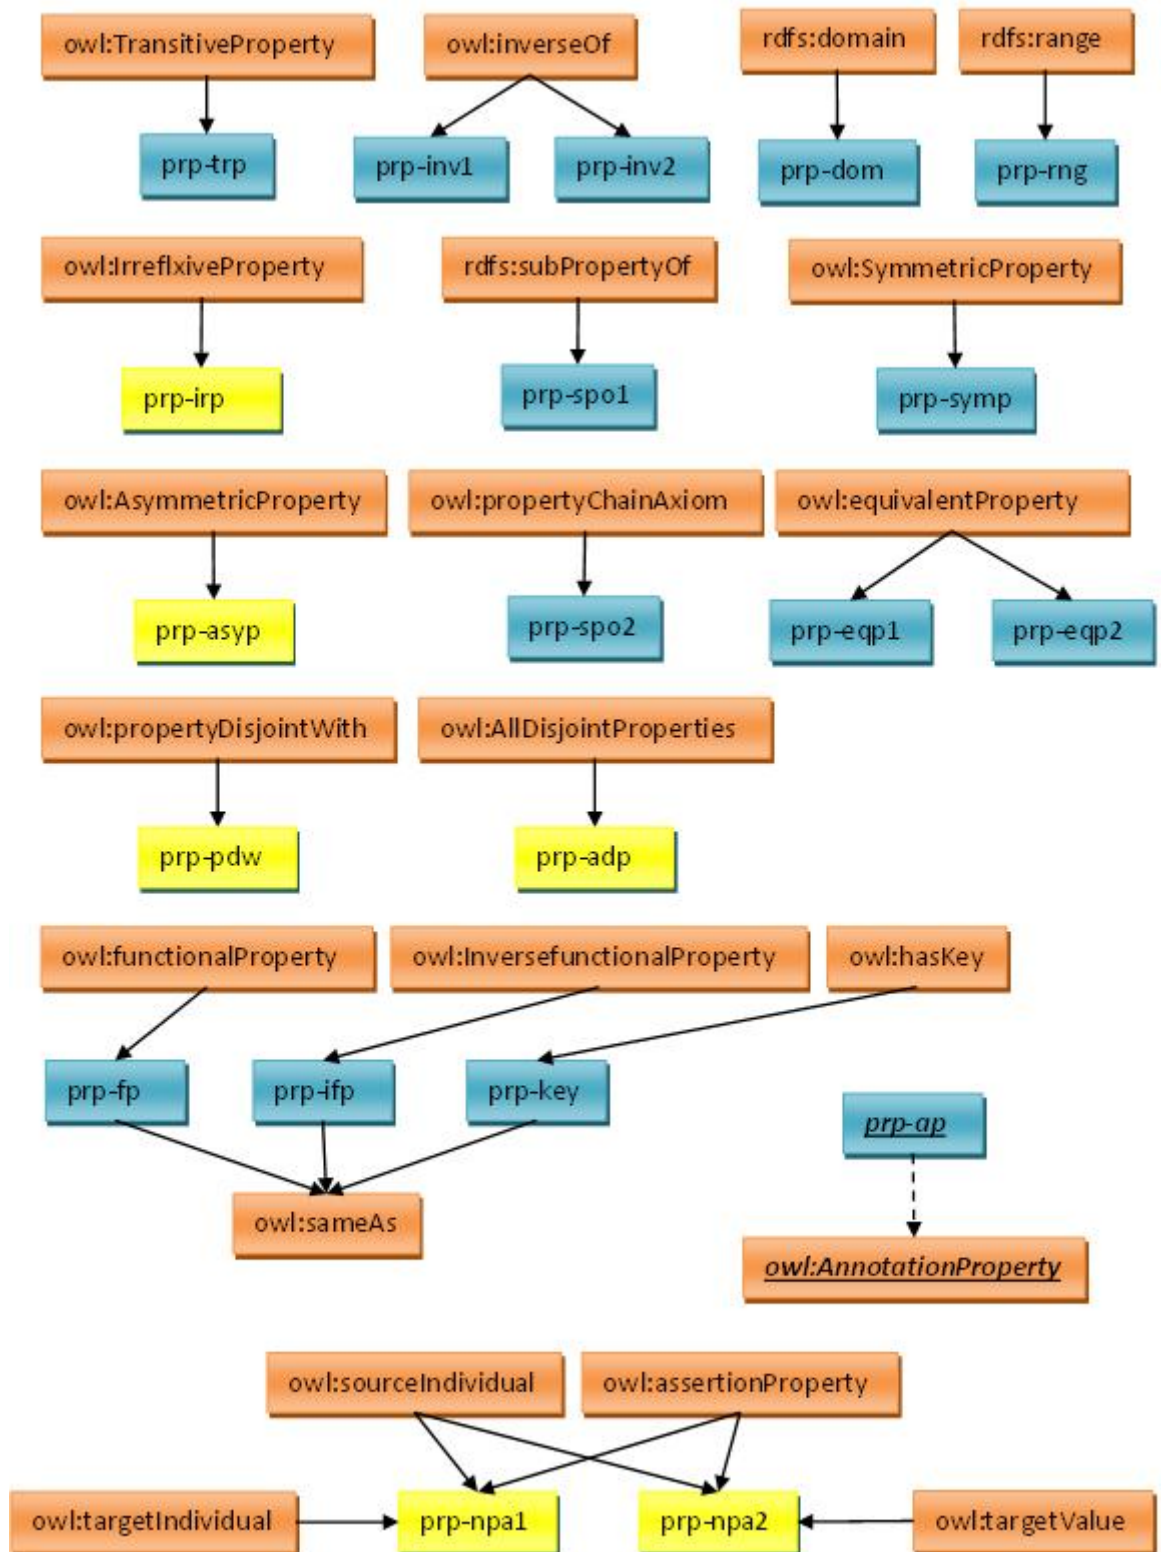 owl:TransitiveProperty
owl:inverseOf
rdfs:domain
rdfs:range
prp-trp
prp-inv1
prp-inv2
prp-dom
prp-rng
owl:IrreflxiveProperty
rdfs:subPropertyOf
owl:SymmetricProperty
prp-irp
prp-spo1
prp-symp
owl:AsymmetricProperty
owl:propertyChainAxiom
owl:equivalentProperty
prp-asyp
prp-spo2
prp-eqp1
prp-eqp2
owl:propertyDisjointWith
owl:AllDisjointProperties
prp-pdw
prp-adp
owl:functionalProperty
owl:InversefunctionalProperty
owl:hasKey
prp-fp
prp-ifp
prp-key
prp-ap
owl:sameAs
owl:AnnotationProperty
owl:sourceIndividual
owl:assertionProperty
owl:targetIndividual
prp-npa1
prp-npa2
owl:targetValue